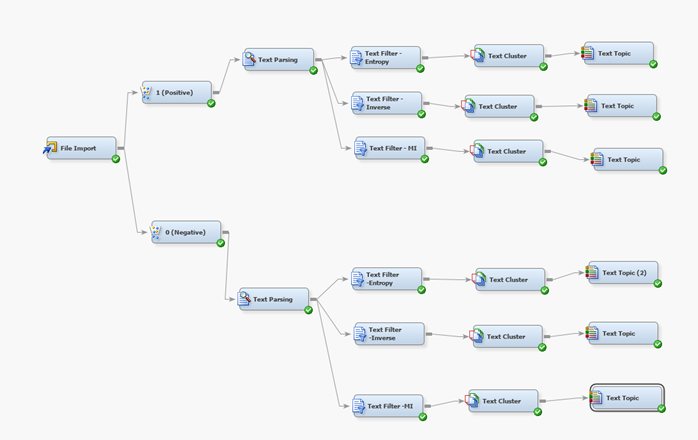 Text Filter -
Entropy
Text Cluster
Text Topic
Text Parsing
1 (Positive)
Text Filter -
Inverse
Text Cluster
Text Topic
File Import
Text Filter - MI
Text Cluster
Text Topic
0 (Negative)
Text Filter
-Entropy
Text Cluster
Text Topic (2)
Text Parsing
Text Filter
-Inverse
Text Cluster
Text Topic
Text Filter -MI
Text Cluster
Text Topic